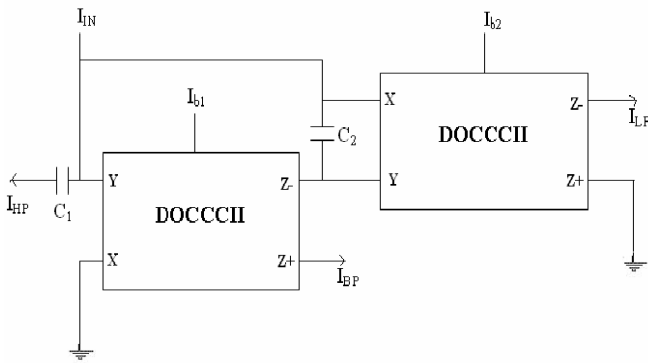 I_IN
I_b2
I_b1
X
Z-
DOCCCII
I_LP
C_2
Y
Z+
Y
Z-
I_HP
C_1
DOCCCII
X
Z+
I_BP